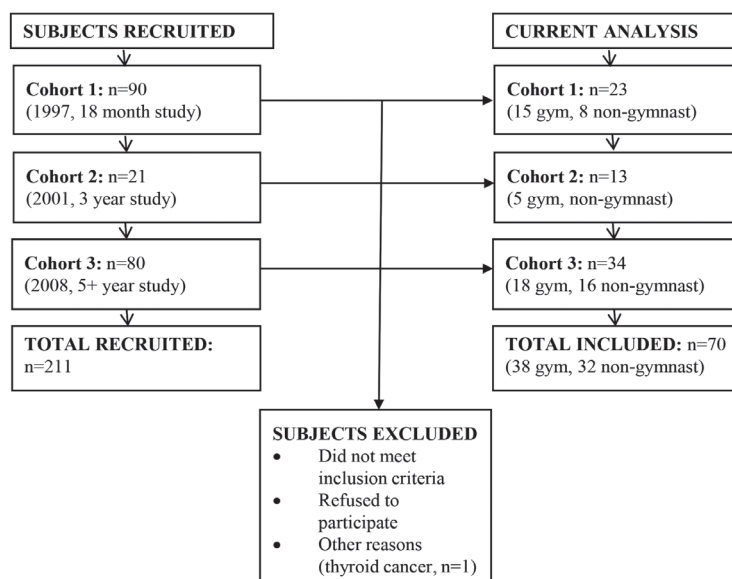 SUBJECTS RECRUITED
Cohort 1: n=90
(1997, 18 month study)
Cohort 2: n=21
(2001, 3 year study)
Cohort 3: n=80
(2008, 5+ year study)
TOTAL RECRUITED:
n=211
CURRENT ANALYSIS
Cohort 1: n=23
(15 gym, 8 non-gymnast)
Cohort 2: n=13
(5 gym, non-gymnast)
Cohort 3: n=34
(18 gym, 16 non-gymnast)
TOTAL INCLUDED: n=70
(38 gym, 32 non-gymnast)
SUBJECTS EXCLUDED
• Did not meet
inclusion criteria
• Refused to
participate
• Other reasons
(thyroid cancer, n=1)